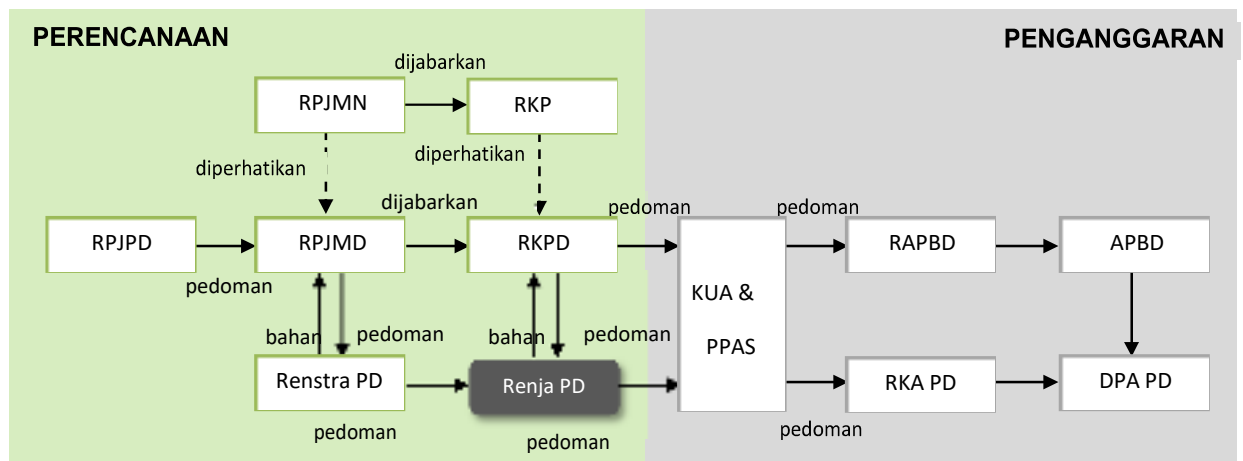 PERENCANAAN
PENGANGGARAN
dijabarkan
RPJMN
RKP
diperhatikan
diperhatikan
dijabarkan
pedoman
pedoman
RPJPD
RPJMD
RKPD
RAPBD
APBD
pedoman
KUA &
PPAS
bahan
pedoman
bahan
pedoman
Renstra PD
Renja PD
RKA PD
DPA PD
pedoman
pedoman
pedoman